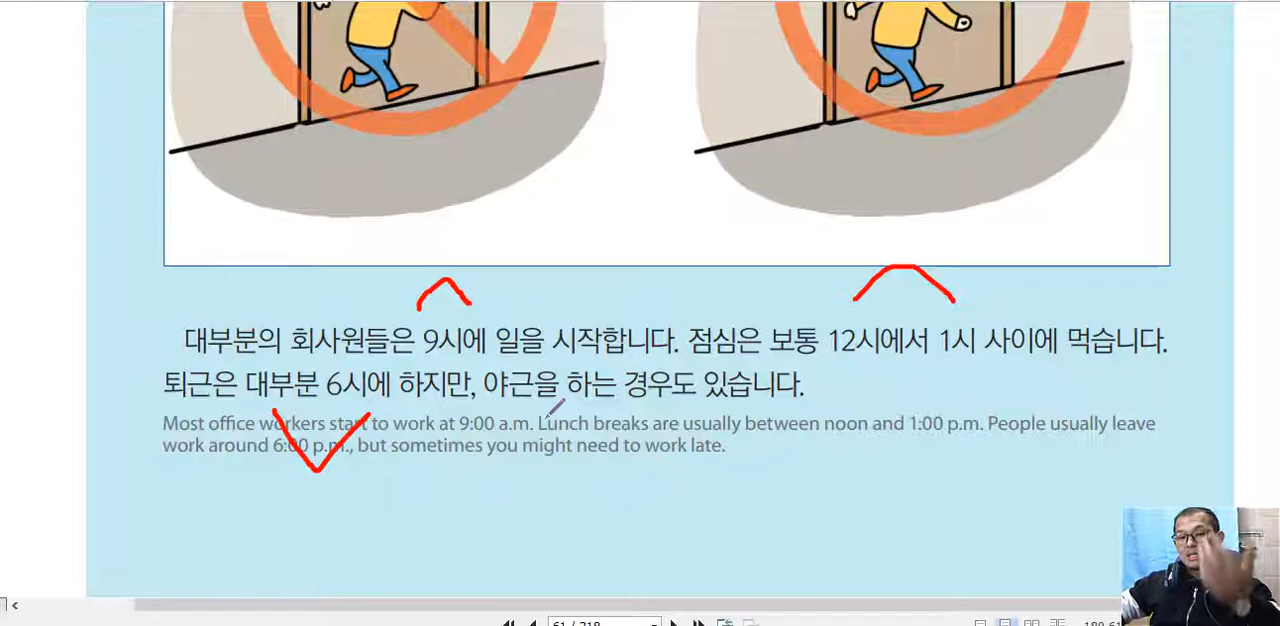 대부분의 회사원들은 9시에 일을 시작합니다. 점심은 보통 12시에서 1시 사이에 먹습니다.
퇴근은 대부분 6시에 하지만, 야근을 하는 경우도 있습니다.
Most office workers start to work at 9:00 a.m. Lunch breaks are usually between noon and 1:00 p.m. People usually leave
work around 6:00 p.m., but sometimes you might need to work late.
61 / 218